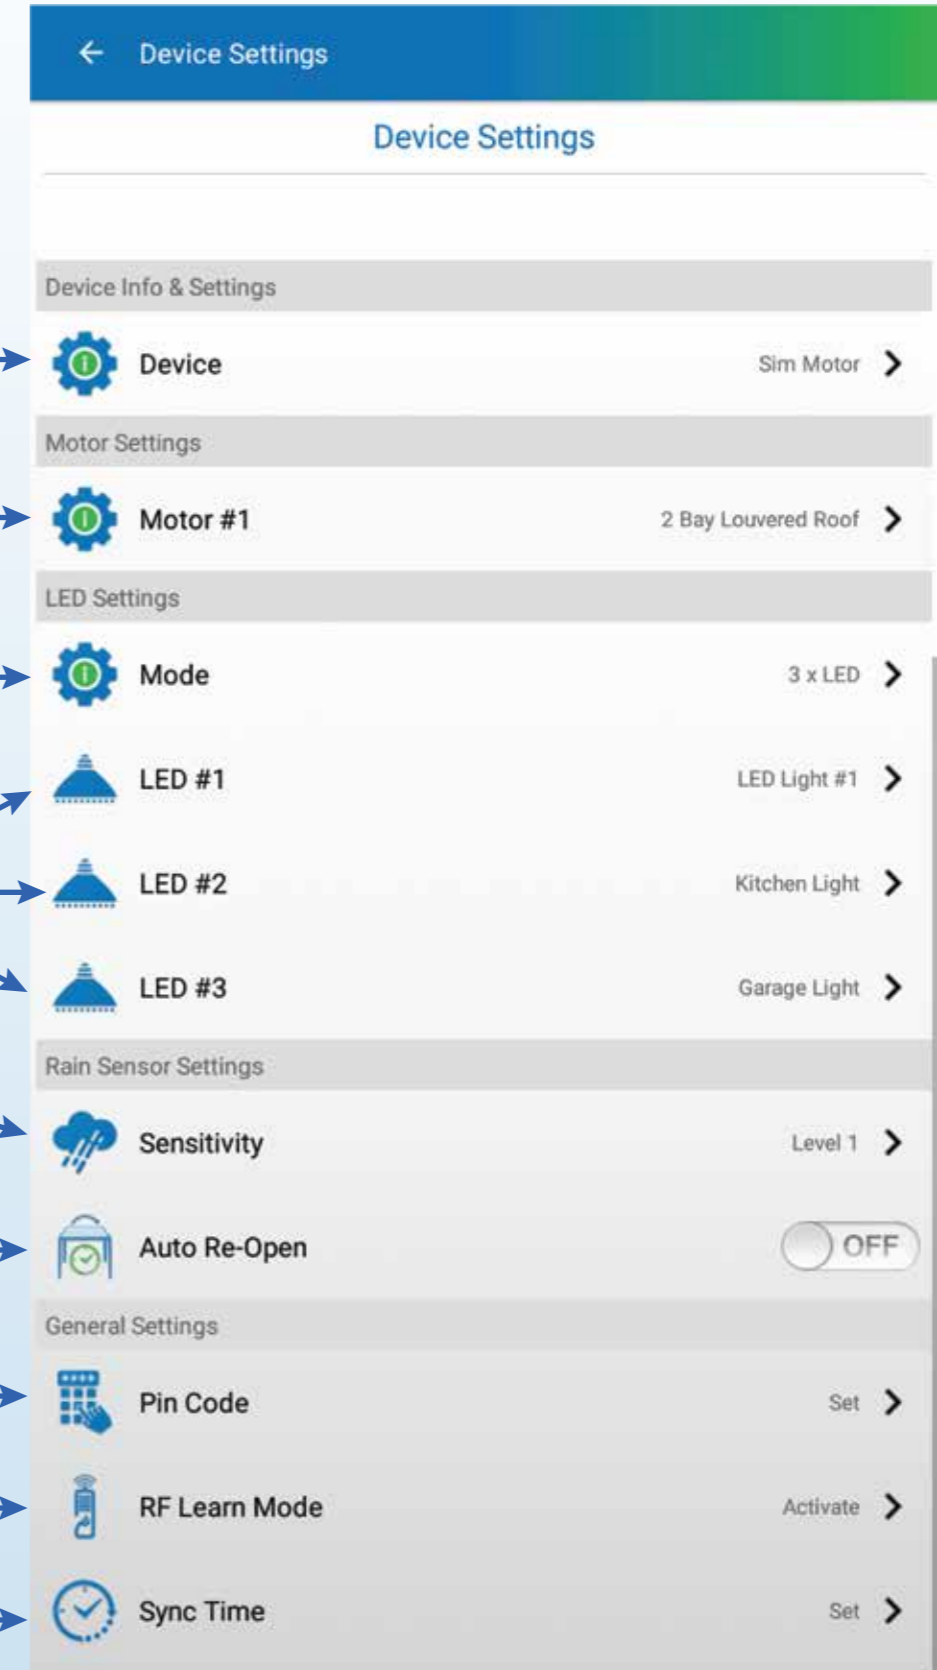 Device Settings
Device Settings
Device Info & Settings
Device Sim Motor
Motor Settings
Motor #1 2 Bay Louvered Roof
LED Settings
Mode 3 x LED
LED #1 LED Light #1
LED #2 Kitchen Light
LED #3 Garage Light
Rain Sensor Settings
Sensitivity Level 1
Auto Re-Open OFF
General Settings
Pin Code Set
RF Learn Mode Activate
Sync Time Set